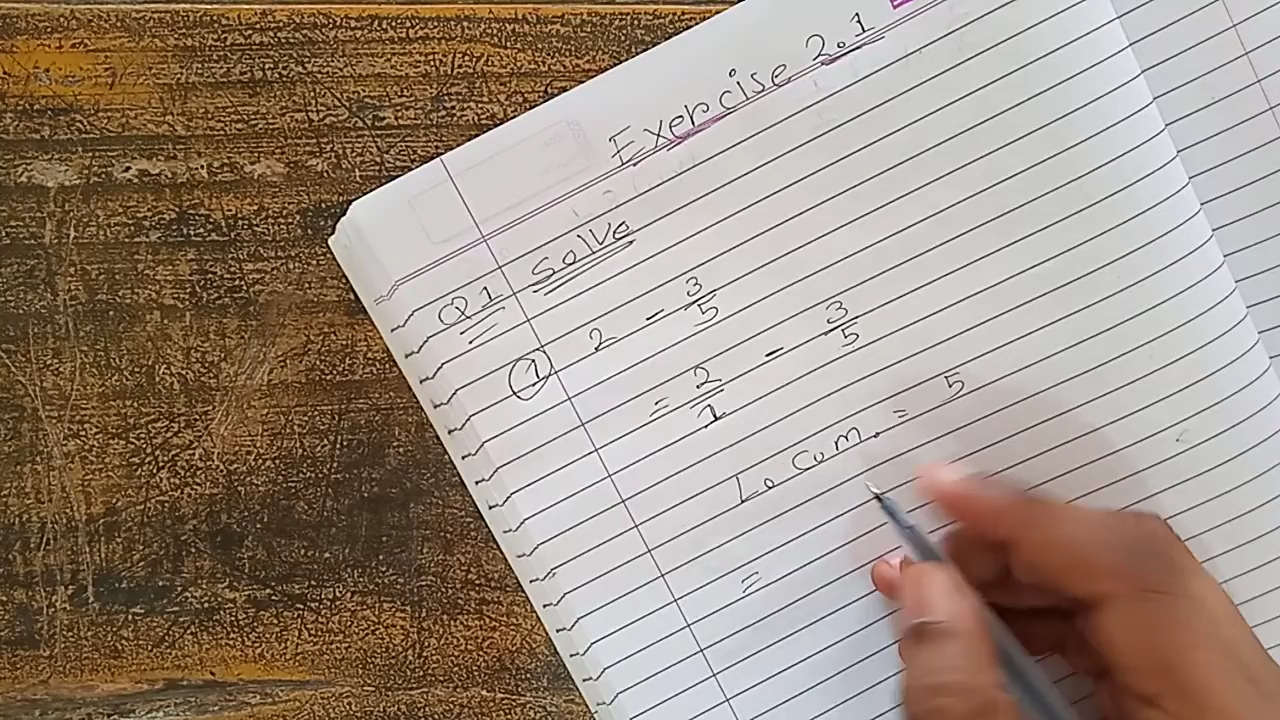 Exercise 2.1
Q1 Solve
① 2 - 3/5
= 2/1 - 3/5
L. C. M. = 5
=